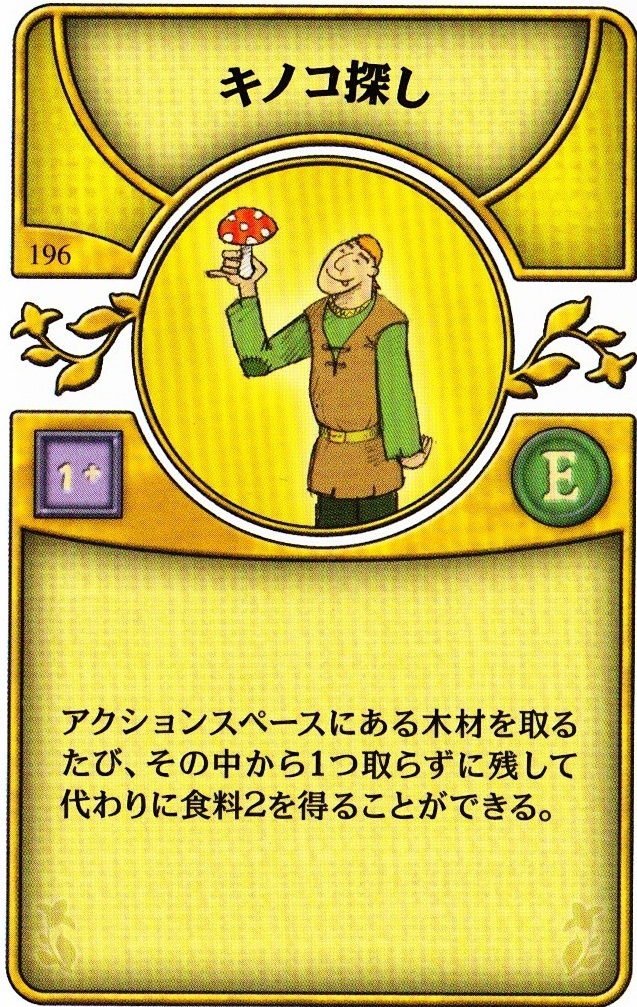 キノコ探し
196
1+
E
アクションスペースにある木材を取る
たび、その中から1つ取らずに残して
代わりに食料2を得ることができる。